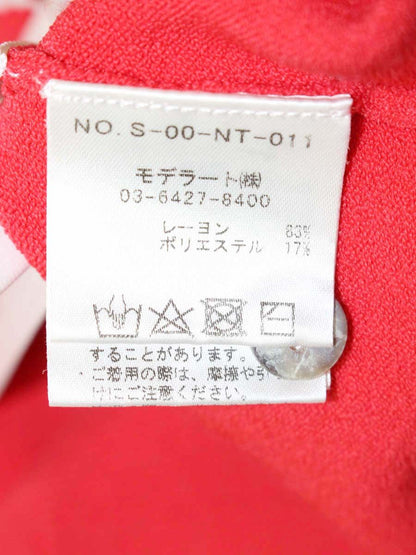 NO. S-00-NT-011
モデラート(株)
03-6427-8400
レーヨン 83%
ポリエステル 17%
することがあります。
ご着用の際は、摩擦や引
けにご注意ください。